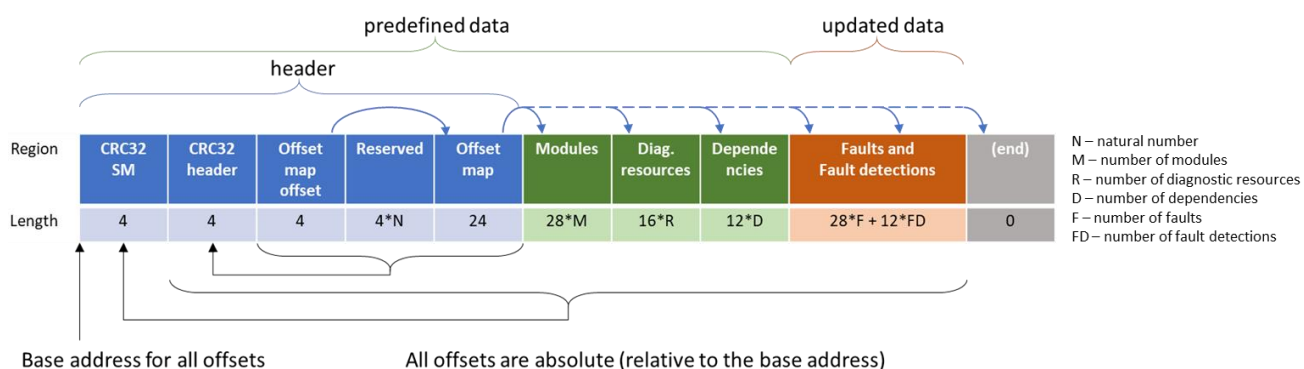 predefined data
updated data
header
Region
CRC32
SM
CRC32
header
Offset
map
offset
Reserved
Offset
map
Modules
Diag.
resources
Depende
ncies
Faults and
Fault detections
(end)
Length
4
4
4
4*N
24
28*M
16*R
12*D
28*F + 12*FD
0
N – natural number
M – number of modules
R – number of diagnostic resources
D – number of dependencies
F – number of faults
FD – number of fault detections
Base address for all offsets
All offsets are absolute (relative to the base address)